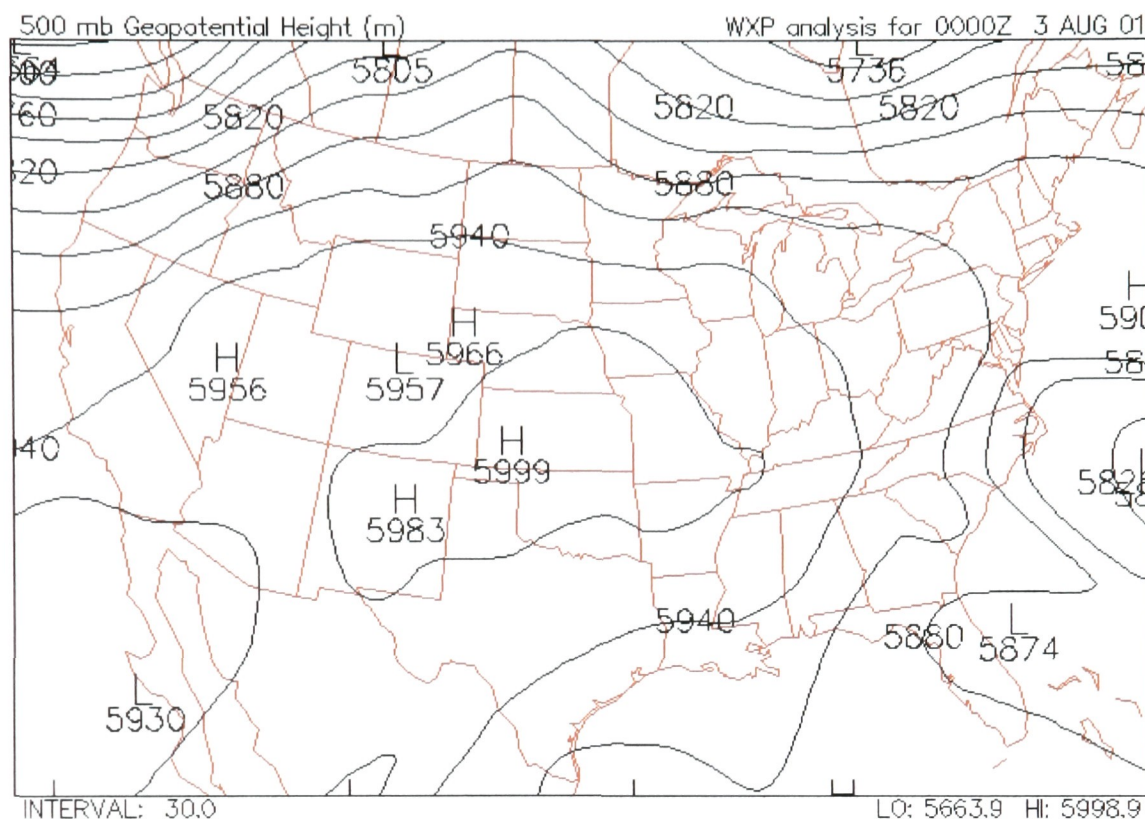 500 mb Geopotential Height (m) WXP analysis for 0000Z 3 AUG 01
L L L
5805 5736
5820 5820 5820
5880 5880
5940
H
H 5966
H L
5956 5957
H
5999
H
5983
L
5930
5940
5880
L
5874
INTERVAL: 30.0 LO: 5663.9 HI: 5998.9